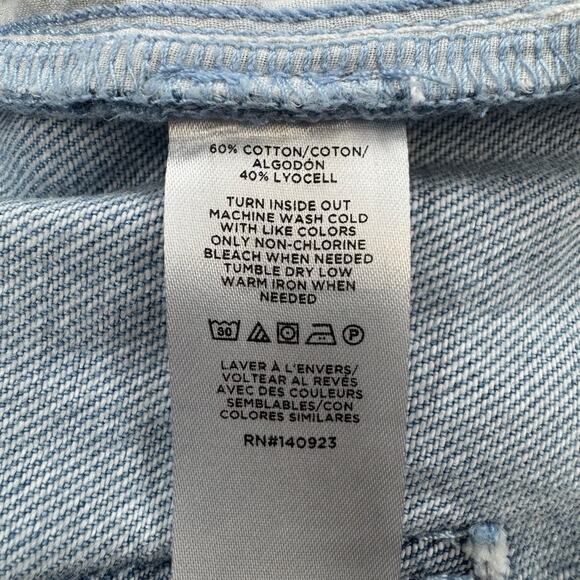 60% COTTON/COTON/
ALGODÓN
40% LYOCELL
TURN INSIDE OUT
MACHINE WASH COLD
WITH LIKE COLORS
ONLY NON-CHLORINE
BLEACH WHEN NEEDED
TUMBLE DRY LOW
WARM IRON WHEN
NEEDED
30 P
LAVER À L'ENVERS/
VOLTEAR AL REVÉS
AVEC DES COULEURS
SEMBLABLES/CON
COLORES SIMILARES
RN#140923